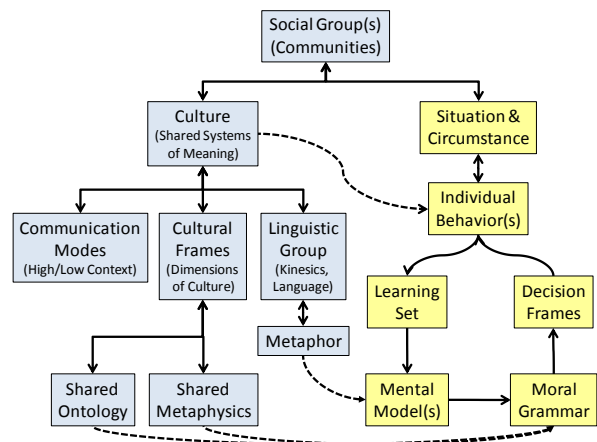 Social Group(s)
(Communities)
Culture
(Shared Systems
of Meaning)
Situation &
Circumstance
Individual
Behavior(s)
Communication
Modes
(High/Low Context)
Cultural
Frames
(Dimensions
of Culture)
Linguistic
Group
(Kinesics,
Language)
Learning
Set
Decision
Frames
Metaphor
Shared
Ontology
Shared
Metaphysics
Mental
Model(s)
Moral
Grammar